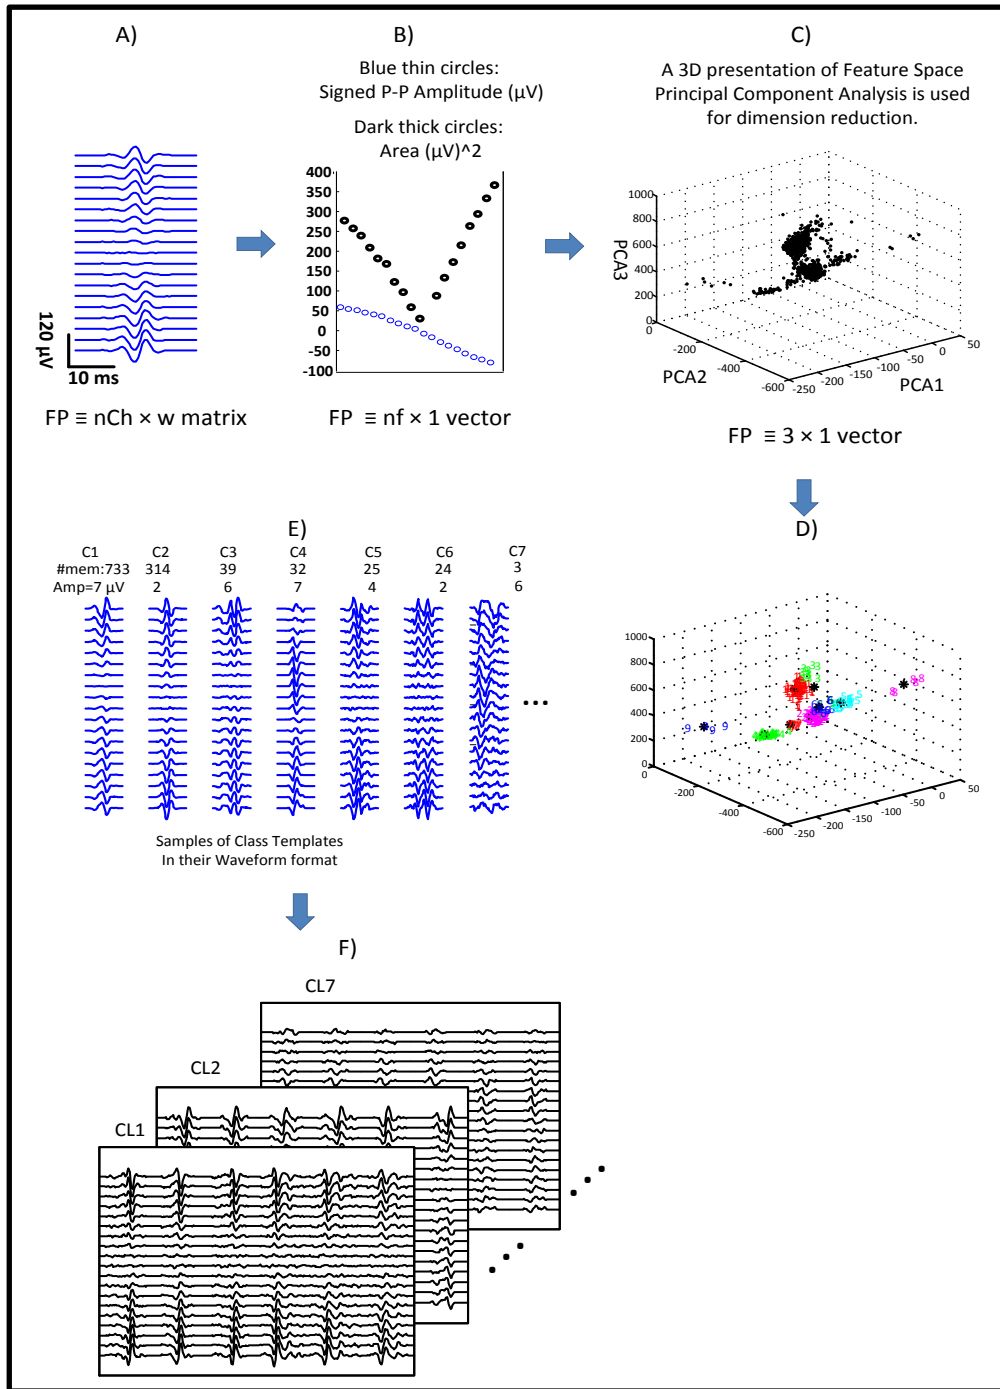 A)
120 µV
10 ms
FP ≡ nCh × w matrix
B)
Blue thin circles:
Signed P-P Amplitude (µV)
Dark thick circles:
Area (µV)^2
400
350
300
250
200
150
100
50
0
-50
-100
FP ≡ nf × 1 vector
C)
A 3D presentation of Feature Space
Principal Component Analysis is used
for dimension reduction.
1000
800
600
400
200
0
PCA3
0
-200
-400
-600
PCA2
-250
-200
-150
-100
-50
0
50
PCA1
FP ≡ 3 × 1 vector
D)
1000
800
600
400
200
0
0
-200
-400
-600
-250
-200
-150
-100
-50
0
50
E)
C1 C2 C3 C4 C5 C6 C7
#mem:733 314 39 32 25 24 3
Amp=7 µV 2 6 7 4 2 6
Samples of Class Templates
In their Waveform format
F)
CL7
CL2
CL1